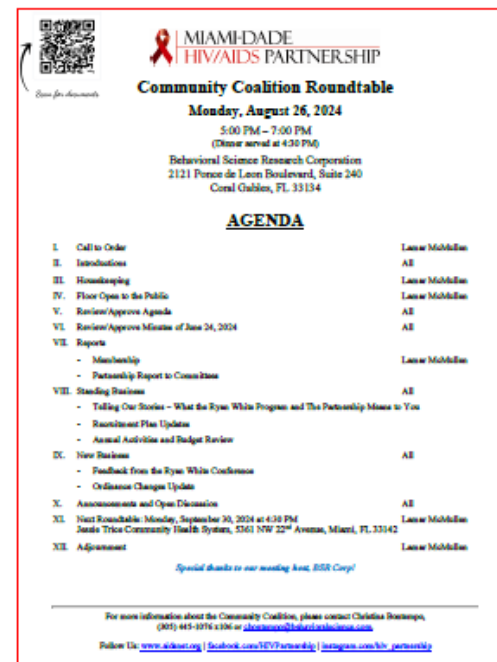 Scan for documents
MIAMI-DADE
HIV/AIDS PARTNERSHIP
Community Coalition Roundtable
Monday, August 26, 2024
5:00 PM – 7:00 PM
(Dinner served at 4:30 PM)
Behavioral Science Research Corporation
2121 Ponce de Leon Boulevard, Suite 240
Coral Gables, FL 33134
AGENDA
I. Call to Order Lamar McMullen
II. Introductions All
III. Housekeeping Lamar McMullen
IV. Floor Open to the Public Lamar McMullen
V. Review/Approve Agenda All
VI. Review/Approve Minutes of June 24, 2024 All
VII. Reports
- Membership Lamar McMullen
- Partnership Report to Committees
VIII. Standing Business All
- Telling Our Stories – What the Ryan White Program and The Partnership Means to You
- Recruitment Plan Updates
- Annual Activities and Budget Review
IX. New Business All
- Feedback from the Ryan White Conference
- Ordinance Changes Update
X. Announcements and Open Discussion All
XI. Next Roundtable: Monday, September 30, 2024 at 4:30 PM Lamar McMullen
Jessie Trice Community Health System, 5361 NW 22nd Avenue, Miami, FL 33142
XII. Adjournment Lamar McMullen
Special thanks to our meeting host, BSR Corp!
For more information about the Community Coalition, please contact Christina Bontempo,
(305) 445-1076 x106 or cbontempo@behavioralscience.com
Follow Us: www.aidsnet.org | facebook.com/HIVPartnership | instagram.com/hiv_partnership